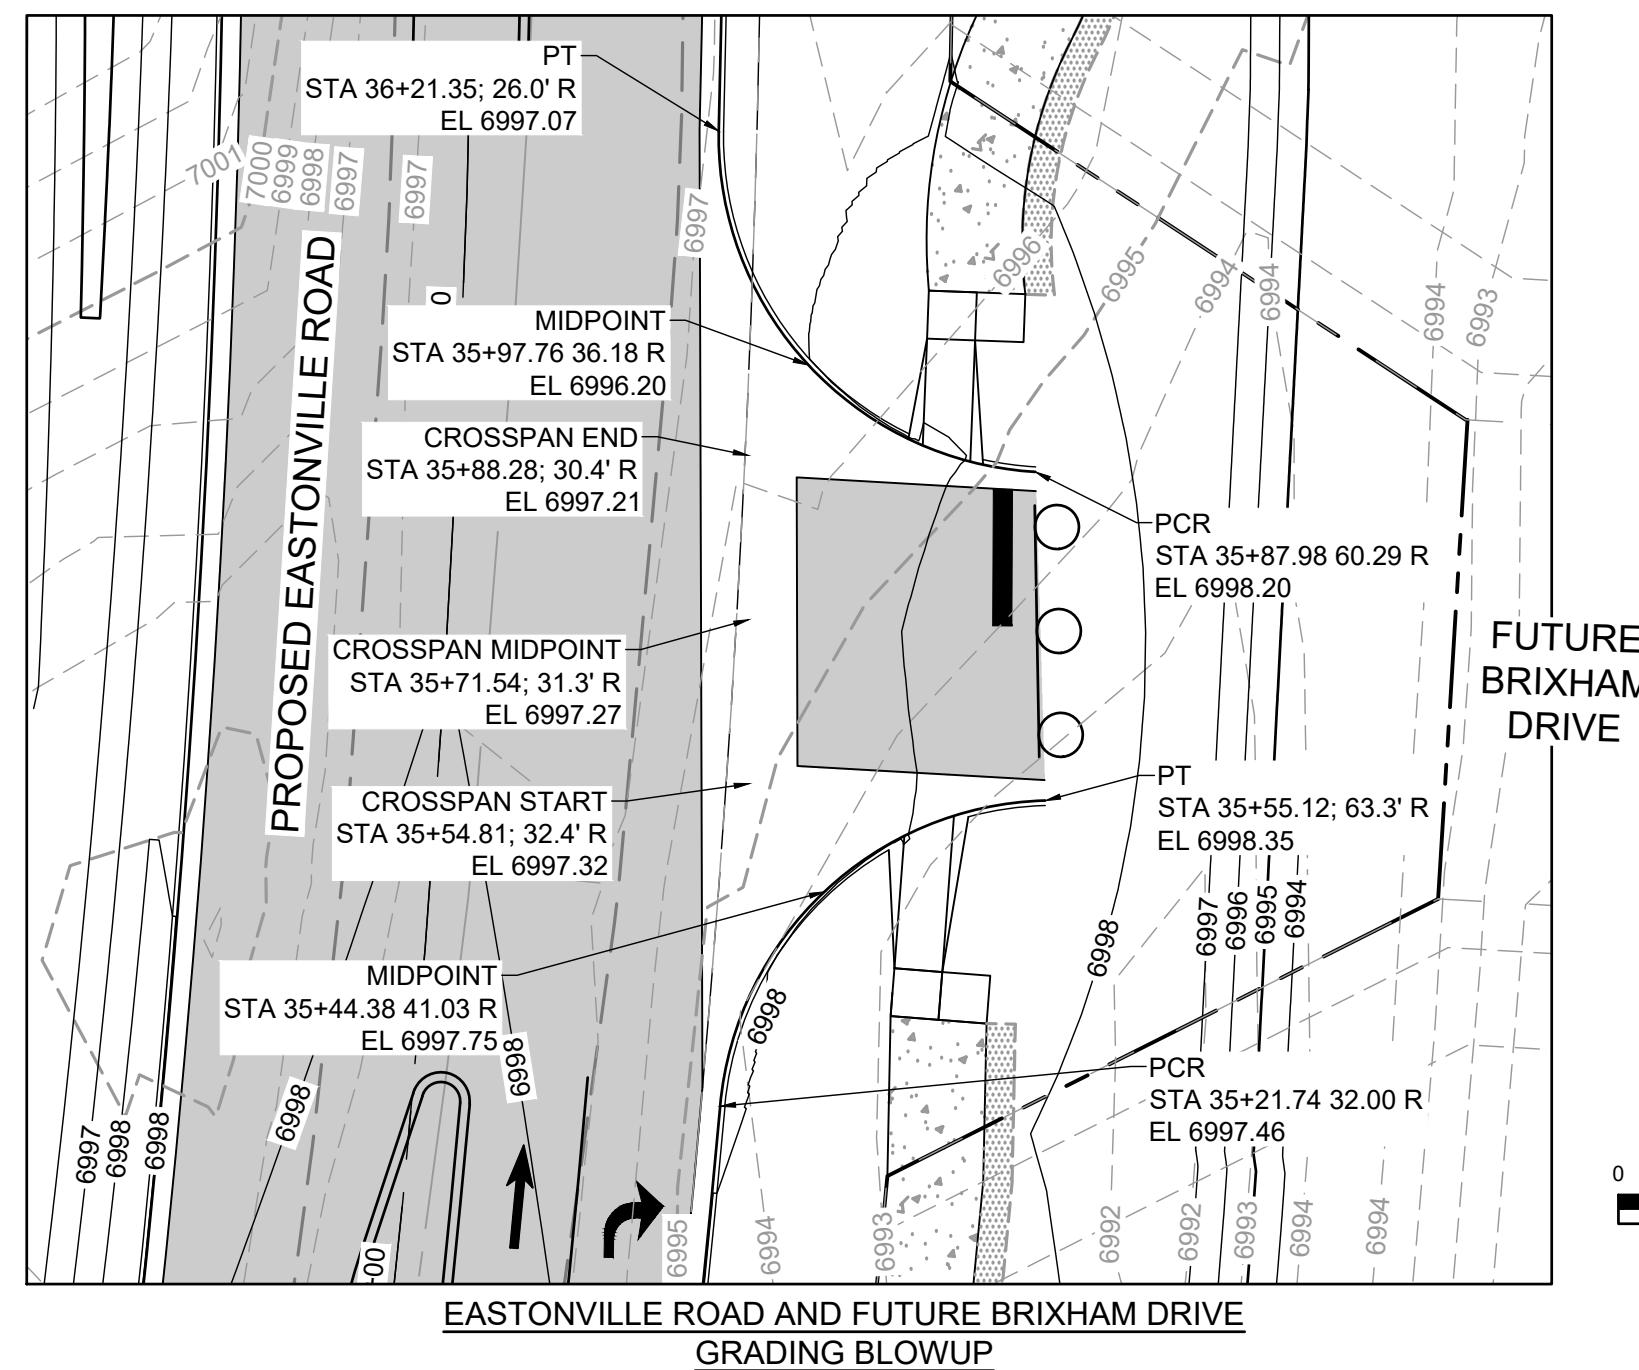 PT
STA 36+21.35; 26.0' R
EL 6997.07
7001
7000
6999
6998
6997
6997
6997
PROPOSED EASTONVILLE ROAD
0
MIDPOINT
STA 35+97.76 36.18 R
EL 6996.20
6996
6995
6994
6994
6994
6993
CROSSPAN END
STA 35+88.28; 30.4' R
EL 6997.21
PCR
STA 35+87.98 60.29 R
EL 6998.20
FUTURE
BRIXHAM
DRIVE
CROSSPAN MIDPOINT
STA 35+71.54; 31.3' R
EL 6997.27
CROSSPAN START
STA 35+54.81; 32.4' R
EL 6997.32
PT
STA 35+55.12; 63.3' R
EL 6998.35
6997
6996
6995
6994
6998
MIDPOINT
STA 35+44.38 41.03 R
EL 6997.75
6998
6998
6998
PCR
STA 35+21.74 32.00 R
EL 6997.46
6997
6998
6998
-00
6995
6994
6993
6992
6992
6993
6994
6994
0
EASTONVILLE ROAD AND FUTURE BRIXHAM DRIVE
GRADING BLOWUP